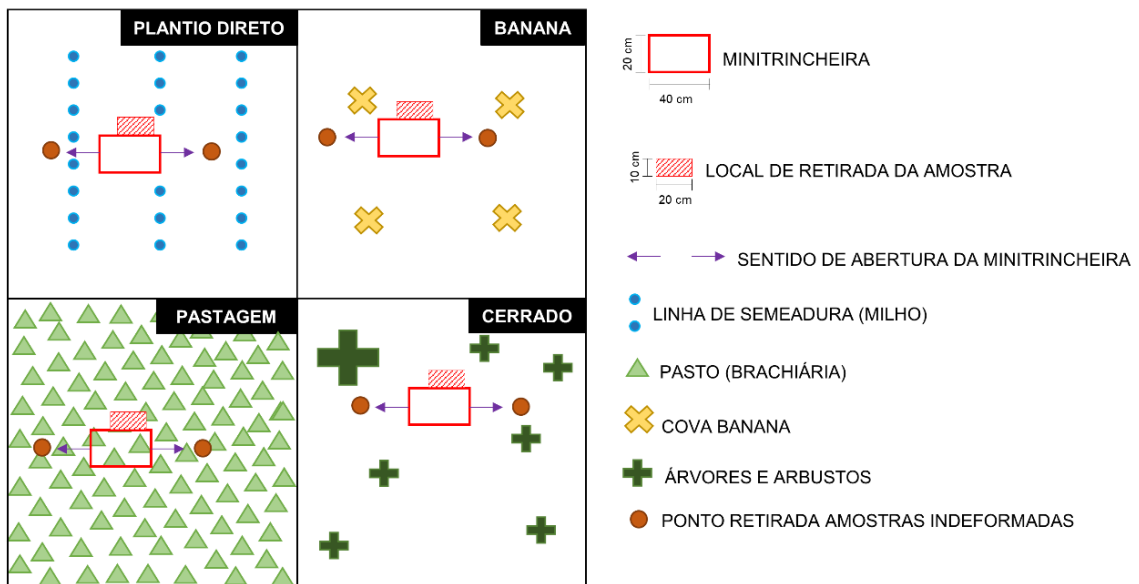 PLANTIO DIRETO
BANANA
PASTAGEM
CERRADO
20 cm
MINITRINCHEIRA
40 cm
10 cm
LOCAL DE RETIRADA DA AMOSTRA
20 cm
SENTIDO DE ABERTURA DA MINITRINCHEIRA
LINHA DE SEMEADURA (MILHO)
PASTO (BRACHIÁRIA)
COVA BANANA
ÁRVORES E ARBUSTOS
PONTO RETIRADA AMOSTRAS INDEFORMADAS